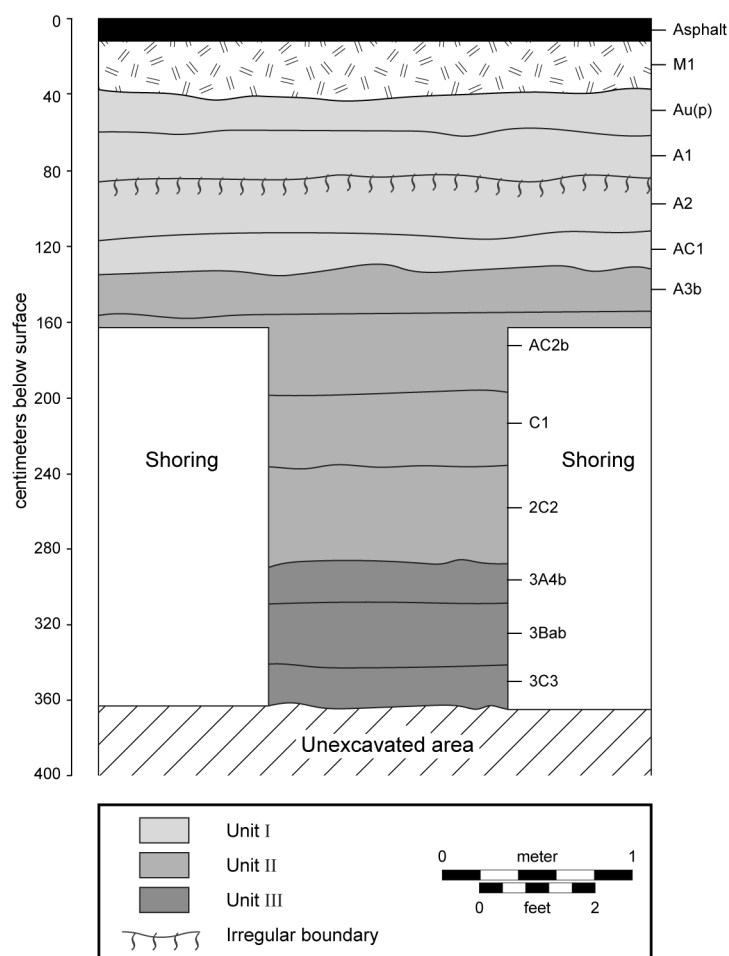 0
40
80
120
160
200
240
280
320
360
400
centimeters below surface
Asphalt
M1
Au(p)
A1
A2
AC1
A3b
AC2b
C1
2C2
3A4b
3Bab
3C3
Shoring
Shoring
Unexcavated area
Unit I
Unit II
Unit III
Irregular boundary
0 meter 1
0 feet 2